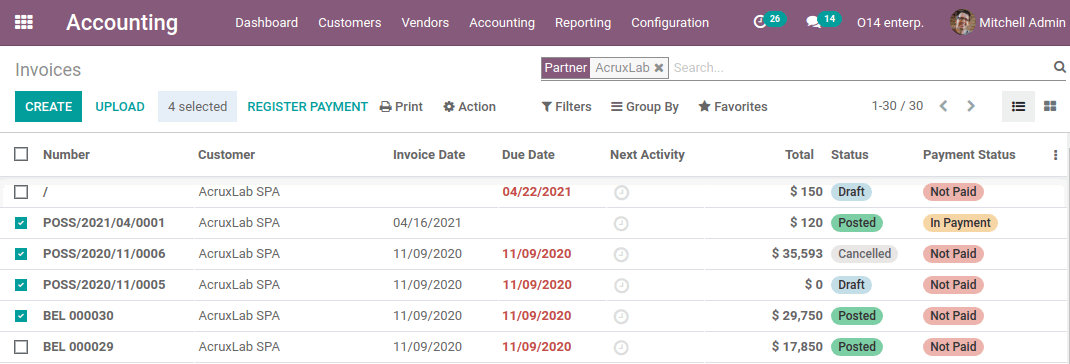 Accounting Dashboard Customers Vendors Accounting Reporting Configuration 26 14 O14 enterp. Mitchell Admin
Invoices Partner AcruxLab Search...
CREATE UPLOAD 4 selected REGISTER PAYMENT Print Action Filters Group By Favorites 1-30 / 30
Number Customer Invoice Date Due Date Next Activity Total Status Payment Status
/ AcruxLab SPA 04/22/2021 $ 150 Draft Not Paid
POSS/2021/04/0001 AcruxLab SPA 04/16/2021 $ 120 Posted In Payment
POSS/2020/11/0006 AcruxLab SPA 11/09/2020 11/09/2020 $ 35,593 Cancelled Not Paid
POSS/2020/11/0005 AcruxLab SPA 11/09/2020 11/09/2020 $ 0 Draft Not Paid
BEL 000030 AcruxLab SPA 11/09/2020 11/09/2020 $ 29,750 Posted Not Paid
BEL 000029 AcruxLab SPA 11/09/2020 11/09/2020 $ 17,850 Posted Not Paid